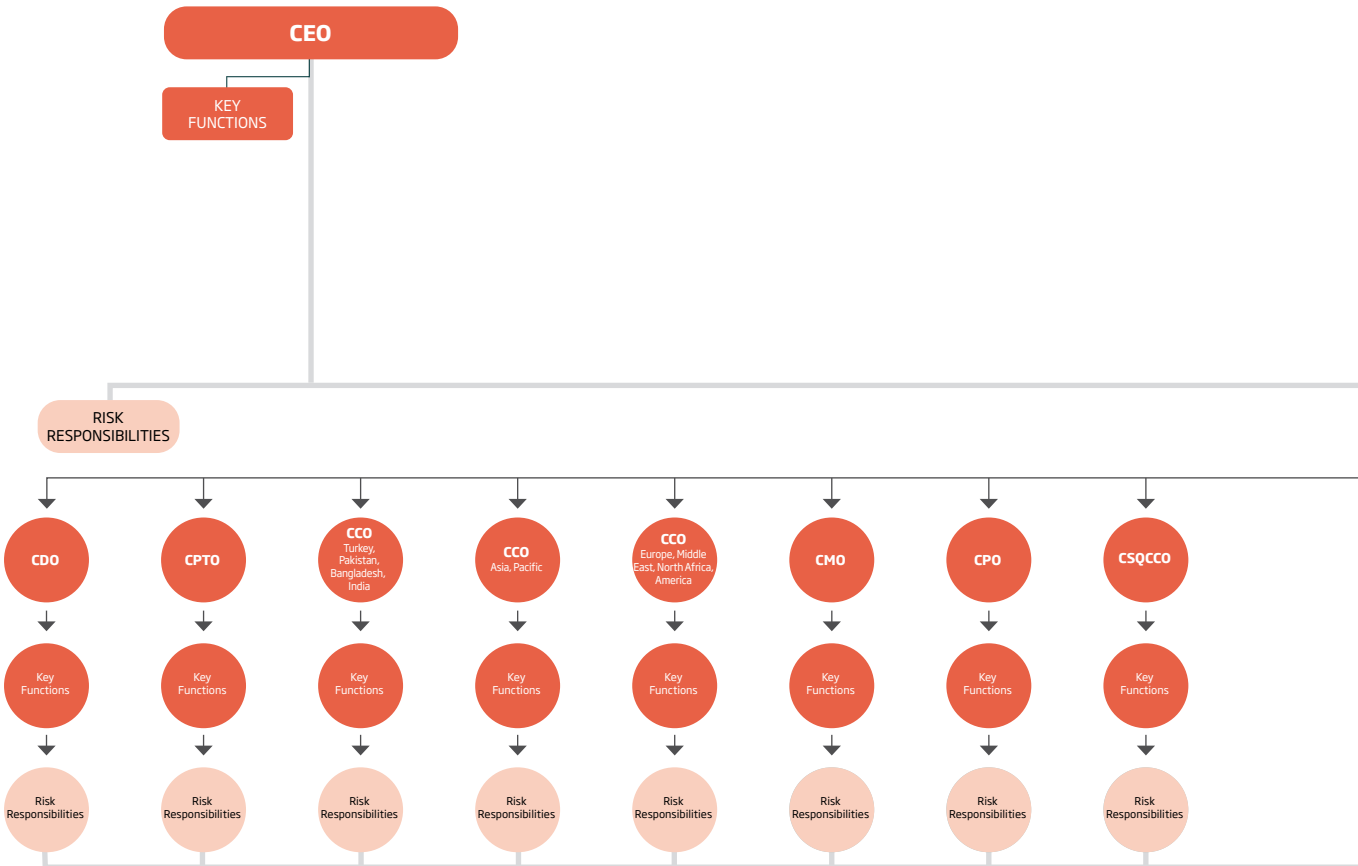 CEO
KEY
FUNCTIONS
RISK
RESPONSIBILITIES
CDO
CPTO
CCO
Turkey,
Pakistan,
Bangladesh,
India
CCO
Asia, Pacific
CCO
Europe, Middle
East, North Africa,
America
CMO
CPO
CSQCCO
Key
Functions
Key
Functions
Key
Functions
Key
Functions
Key
Functions
Key
Functions
Key
Functions
Key
Functions
Risk
Responsibilities
Risk
Responsibilities
Risk
Responsibilities
Risk
Responsibilities
Risk
Responsibilities
Risk
Responsibilities
Risk
Responsibilities
Risk
Responsibilities